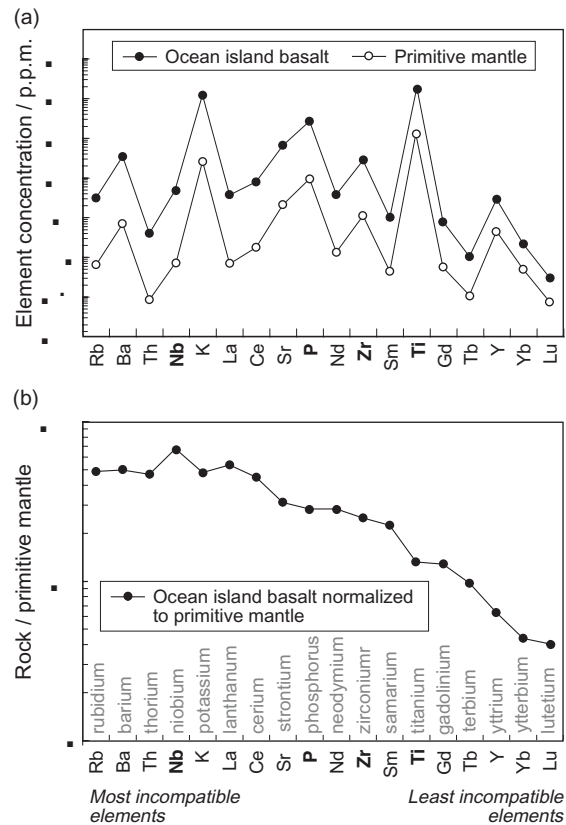 (a)
Ocean island basalt
Primitive mantle
Element concentration / p.p.m.
Rb Ba Th Nb K La Ce Sr P Nd Zr Sm Ti Gd Tb Y Yb Lu
(b)
Rock / primitive mantle
Ocean island basalt normalized
to primitive mantle
rubidium
barium
thorium
niobium
potassium
lanthanum
cerium
strontium
phosphorus
neodymium
zirconiumr
samarium
titanium
gadolinium
terbium
yttrium
ytterbium
lutetium
Rb Ba Th Nb K La Ce Sr P Nd Zr Sm Ti Gd Tb Y Yb Lu
Most incompatible
elements
Least incompatible
elements